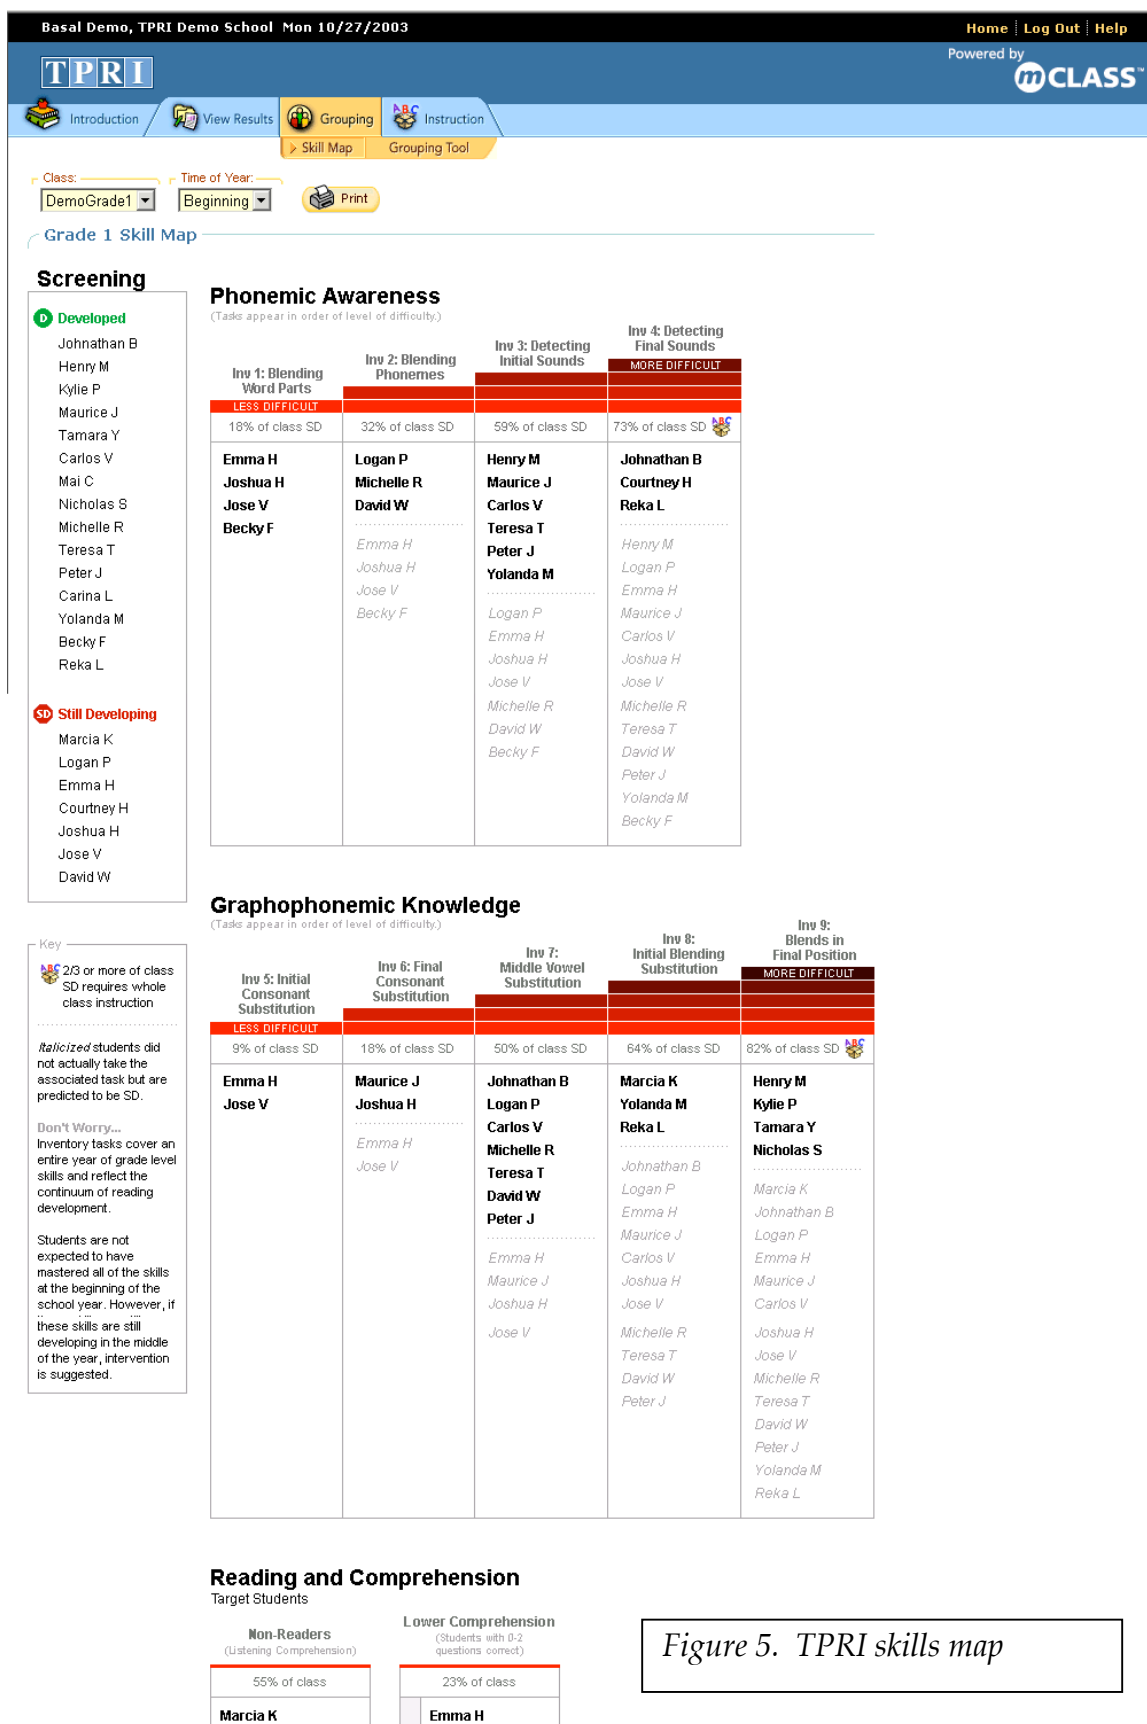 Basal Demo, TPRI Demo School Mon 10/27/2003
Home | Log Out | Help
TPRI
Powered by
mCLASS™
Introduction
View Results
Grouping
Instruction
> Skill Map
Grouping Tool
Class:
Time of Year:
DemoGrade1
Beginning
Print
Grade 1 Skill Map
Screening
D Developed
Johnathan B
Henry M
Kylie P
Maurice J
Tamara Y
Carlos V
Mai C
Nicholas S
Michelle R
Teresa T
Peter J
Carina L
Yolanda M
Becky F
Reka L
SD Still Developing
Marcia K
Logan P
Emma H
Courtney H
Joshua H
Jose V
David W
Key
2/3 or more of class
SD requires whole
class instruction
Italicized students did
not actually take the
associated task but are
predicted to be SD.
Don't Worry...
Inventory tasks cover an
entire year of grade level
skills and reflect the
continuum of reading
development.
Students are not
expected to have
mastered all of the skills
at the beginning of the
school year. However, if
these skills are still
developing in the middle
of the year, intervention
is suggested.
Phonemic Awareness
(Tasks appear in order of level of difficulty.)
Inv 1: Blending
Word Parts
LESS DIFFICULT
18% of class SD
Emma H
Joshua H
Jose V
Becky F
Inv 2: Blending
Phonemes
32% of class SD
Logan P
Michelle R
David W
Emma H
Joshua H
Jose V
Becky F
Inv 3: Detecting
Initial Sounds
59% of class SD
Henry M
Maurice J
Carlos V
Teresa T
Peter J
Yolanda M
Logan P
Emma H
Joshua H
Jose V
Michelle R
David W
Becky F
Inv 4: Detecting
Final Sounds
MORE DIFFICULT
73% of class SD
Johnathan B
Courtney H
Reka L
Henry M
Logan P
Emma H
Maurice J
Carlos V
Joshua H
Jose V
Michelle R
Teresa T
David W
Peter J
Yolanda M
Becky F
Graphophonemic Knowledge
(Tasks appear in order of level of difficulty.)
Inv 5: Initial
Consonant
Substitution
LESS DIFFICULT
9% of class SD
Emma H
Jose V
Inv 6: Final
Consonant
Substitution
18% of class SD
Maurice J
Joshua H
Emma H
Jose V
Inv 7:
Middle Vowel
Substitution
50% of class SD
Johnathan B
Logan P
Carlos V
Michelle R
Teresa T
David W
Peter J
Emma H
Maurice J
Joshua H
Jose V
Inv 8:
Initial Blending
Substitution
64% of class SD
Marcia K
Yolanda M
Reka L
Johnathan B
Logan P
Emma H
Maurice J
Carlos V
Joshua H
Jose V
Michelle R
Teresa T
David W
Peter J
Inv 9:
Blends in
Final Position
MORE DIFFICULT
82% of class SD
Henry M
Kylie P
Tamara Y
Nicholas S
Marcia K
Johnathan B
Logan P
Emma H
Maurice J
Carlos V
Joshua H
Jose V
Michelle R
Teresa T
David W
Peter J
Yolanda M
Reka L
Reading and Comprehension
Target Students
Non-Readers
(Listening Comprehension)
55% of class
Marcia K
Lower Comprehension
(Students with 0-2
questions correct)
23% of class
Emma H
Figure 5. TPRI skills map